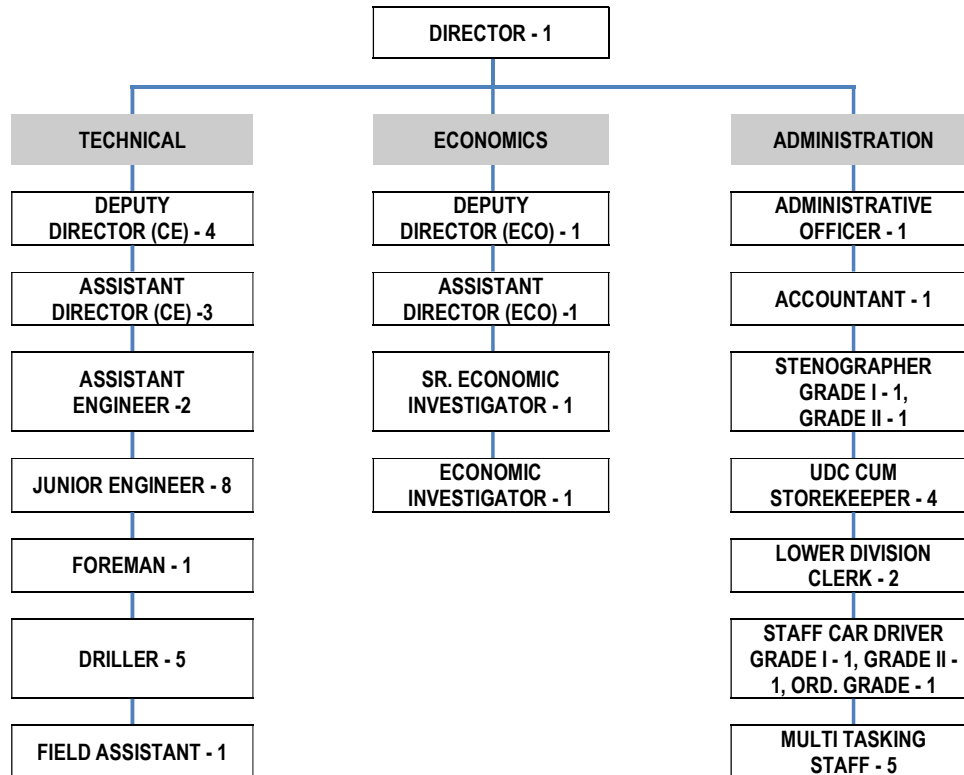 DIRECTOR - 1
TECHNICAL
DEPUTY
DIRECTOR (CE) - 4
ASSISTANT
DIRECTOR (CE) -3
ASSISTANT
ENGINEER -2
JUNIOR ENGINEER - 8
FOREMAN - 1
DRILLER - 5
FIELD ASSISTANT - 1
ECONOMICS
DEPUTY
DIRECTOR (ECO) - 1
ASSISTANT
DIRECTOR (ECO) -1
SR. ECONOMIC
INVESTIGATOR - 1
ECONOMIC
INVESTIGATOR - 1
ADMINISTRATION
ADMINISTRATIVE
OFFICER - 1
ACCOUNTANT - 1
STENOGRAPHER
GRADE I - 1,
GRADE II - 1
UDC CUM
STOREKEEPER - 4
LOWER DIVISION
CLERK - 2
STAFF CAR DRIVER
GRADE I - 1, GRADE II -
1, ORD. GRADE - 1
MULTI TASKING
STAFF - 5